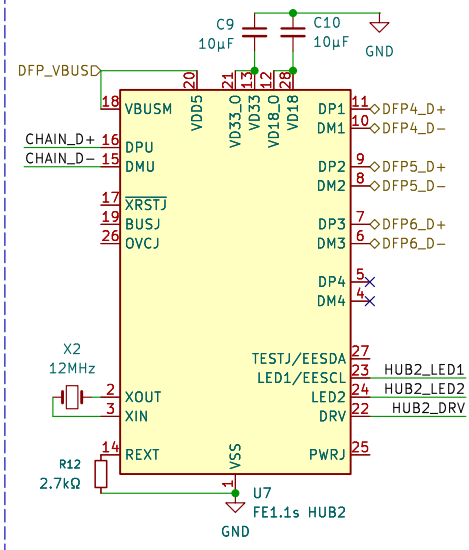 C9
10µF
C10
10µF
GND
DFP_VBUS
20
21
13
12
28
18
VBUSM
VDD5
VD33_O
VD33
VD18_O
VD18
DP1
11
DFP4_D+
DM1
10
DFP4_D-
CHAIN_D+
16
DPU
CHAIN_D-
15
DMU
DP2
9
DFP5_D+
DM2
8
DFP5_D-
17
XRSTJ
19
BUSJ
26
OVCJ
DP3
7
DFP6_D+
DM3
6
DFP6_D-
DP4
5
DM4
4
X2
12MHz
TESTJ/EESDA
27
LED1/EESCL
23
HUB2_LED1
2
XOUT
LED2
24
HUB2_LED2
3
XIN
DRV
22
HUB2_DRV
14
REXT
VSS
PWRJ
25
R12
2.7kΩ
1
U7
FE1.1s HUB2
GND